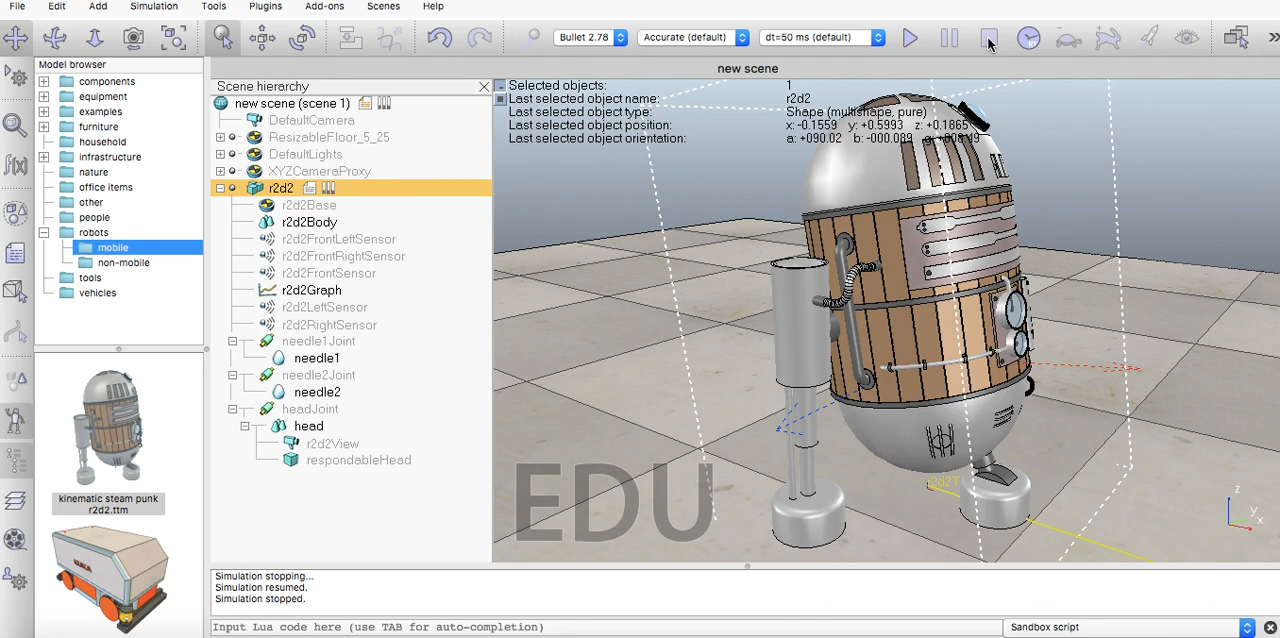 File Edit Add Simulation Tools Plugins Add-ons Scenes Help
Bullet 2.78 Accurate (default) dt=50 ms (default)
new scene
Model browser
components
equipment
examples
furniture
household
infrastructure
nature
office items
other
people
robots
mobile
non-mobile
tools
vehicles
kinematic steam punk
r2d2.ttm
KUKA
Scene hierarchy
new scene (scene 1)
DefaultCamera
ResizableFloor_5_25
DefaultLights
XYZCameraProxy
r2d2
r2d2Base
r2d2Body
r2d2FrontLeftSensor
r2d2FrontRightSensor
r2d2FrontSensor
r2d2Graph
r2d2LeftSensor
r2d2RightSensor
needle1Joint
needle1
needle2Joint
needle2
headJoint
head
r2d2View
respondableHead
Selected objects: 1
Last selected object name: r2d2
Last selected object type: Shape (multishape, pure)
Last selected object position: x: -0.1559 y: +0.5993 z: +0.1865
Last selected object orientation: a: +090.02 b: -000.089
EDU
z
y
x
Simulation stopping...
Simulation resumed.
Simulation stopped.
Input Lua code here (use TAB for auto-completion)
Sandbox script